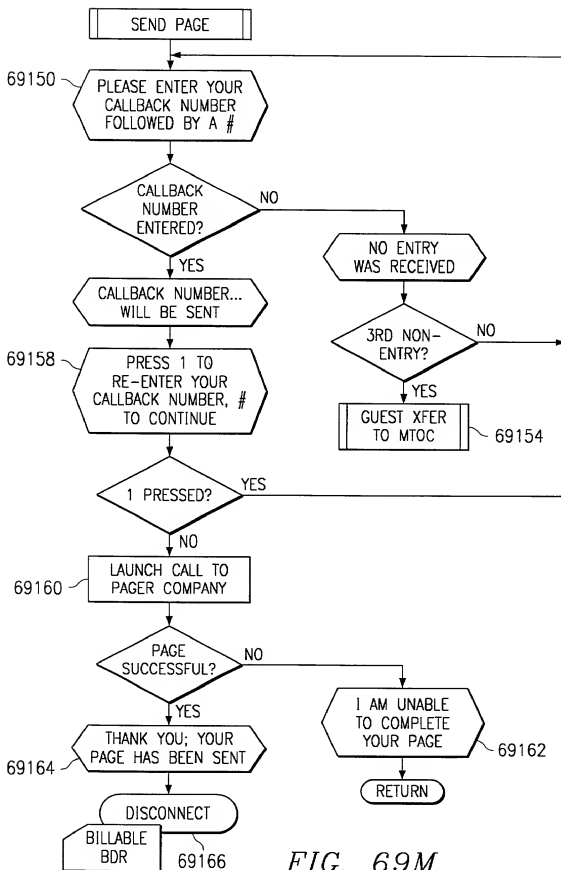 SEND PAGE
69150
PLEASE ENTER YOUR
CALLBACK NUMBER
FOLLOWED BY A #
CALLBACK
NUMBER
ENTERED?
NO
YES
NO ENTRY
WAS RECEIVED
CALLBACK NUMBER...
WILL BE SENT
3RD NON-
ENTRY?
NO
YES
69158
PRESS 1 TO
RE-ENTER YOUR
CALLBACK NUMBER, #
TO CONTINUE
GUEST XFER
TO MTOC
69154
1 PRESSED?
YES
NO
69160
LAUNCH CALL TO
PAGER COMPANY
PAGE
SUCCESSFUL?
NO
YES
I AM UNABLE
TO COMPLETE
YOUR PAGE
69162
69164
THANK YOU; YOUR
PAGE HAS BEEN SENT
RETURN
DISCONNECT
BILLABLE
BDR
69166
FIG. 69M